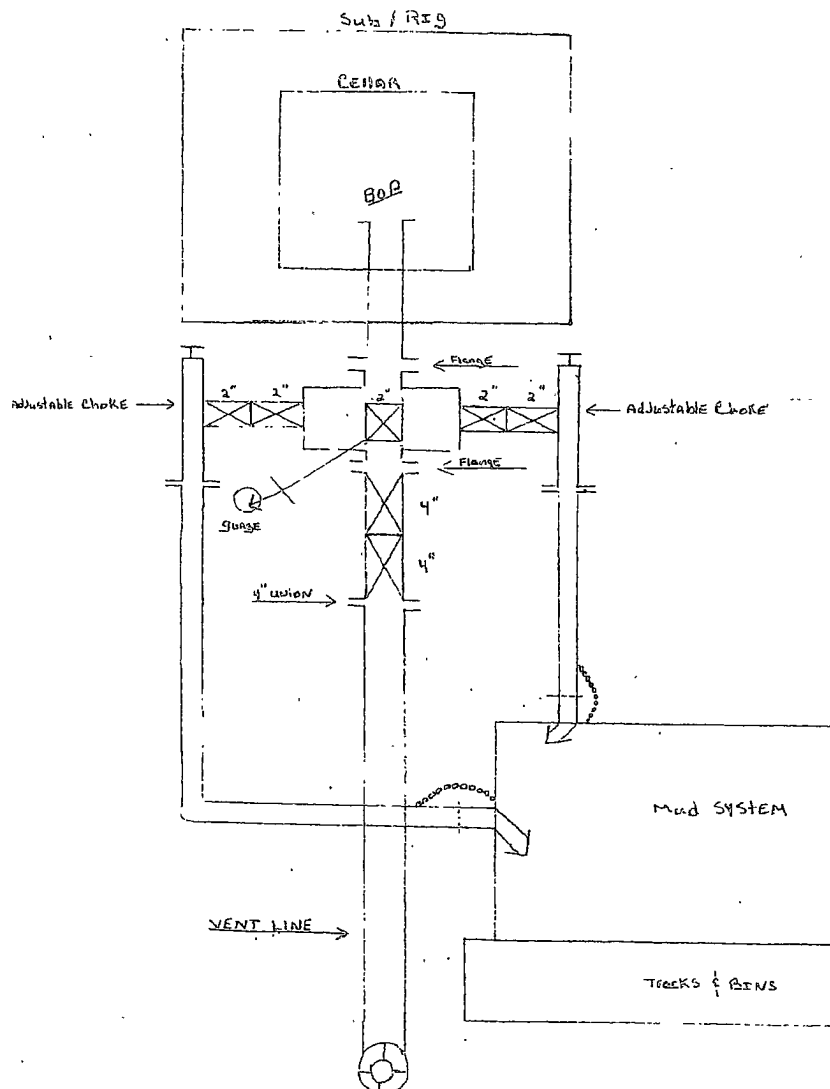 Sub / RIg
CEllAR
BOP
Flange
2"
2"
2"
2"
2"
Adjustable ChoKe
Adjustable ChoKe
Flange
guage
4"
4"
4" UNION
Mud SYSTEM
VENT LINE
TracKS & BINS